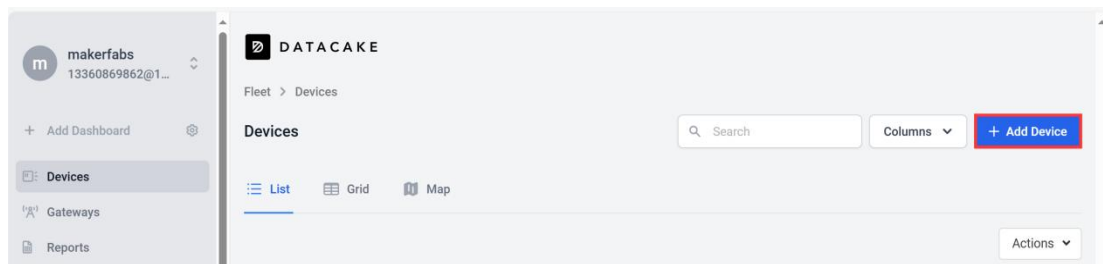 m
makerfabs
13360869862@1...
+ Add Dashboard
Devices
Gateways
Reports
DATACAKE
Fleet > Devices
Devices
Search
Columns
+ Add Device
List
Grid
Map
Actions